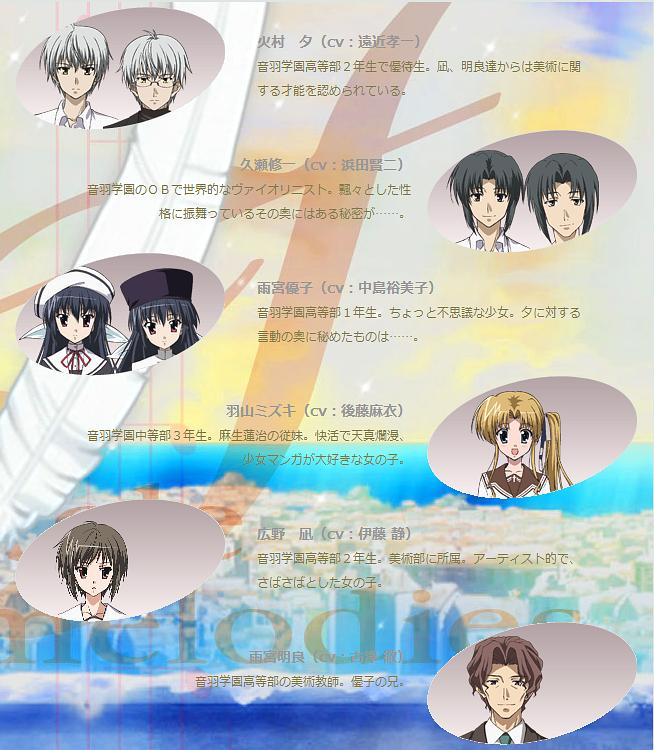 火村　夕（cv：遠近孝一）
音羽学園高等部２年生で優待生。凪、明良達からは美術に関
する才能を認められている。
久瀬修一（cv：浜田賢二）
音羽学園のＯＢで世界的なヴァイオリニスト。飄々とした性
格に振舞っているその奥にはある秘密が……。
雨宮優子（cv：中島裕美子）
音羽学園高等部１年生。ちょっと不思議な少女。夕に対する
言動の奥に秘めたものは……。
羽山ミズキ（cv：後藤麻衣）
音羽学園中等部３年生。麻生蓮治の従妹。快活で天真爛漫、
少女マンガが大好きな女の子。
広野　凪（cv：伊藤 静）
音羽学園高等部２年生。美術部に所属。アーティスト的で、
さばさばとした女の子。
melodies
雨宮明良（cv：古澤 徹）
音羽学園高等部の美術教師。優子の兄。